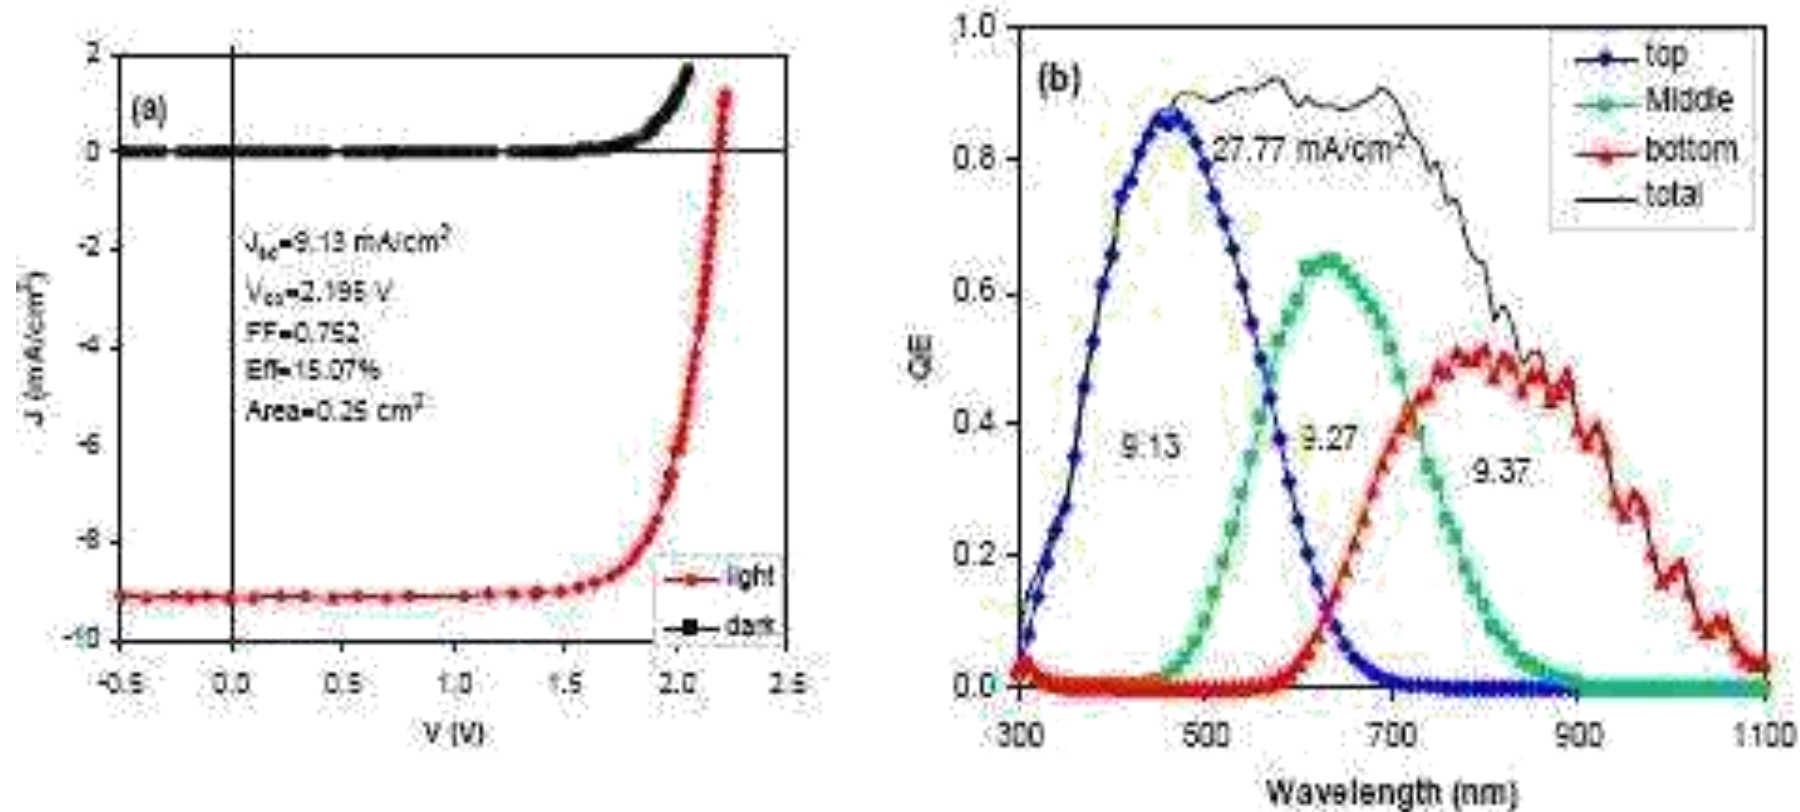 (a)
2
0
-2
-4
-6
-8
-10
J (mA/cm²)
Jsc=9.13 mA/cm²
Voc=2.195 V
FF=0.752
Eff=15.07%
Area=0.25 cm²
light
dark
-0.5 0.0 0.5 1.0 1.5 2.0 2.5
V (V)
(b)
1.0
0.8
0.6
0.4
0.2
0.0
QE
top
Middle
bottom
total
27.77 mA/cm²
9.13
9.27
9.37
300 500 700 900 1100
Wavelength (nm)